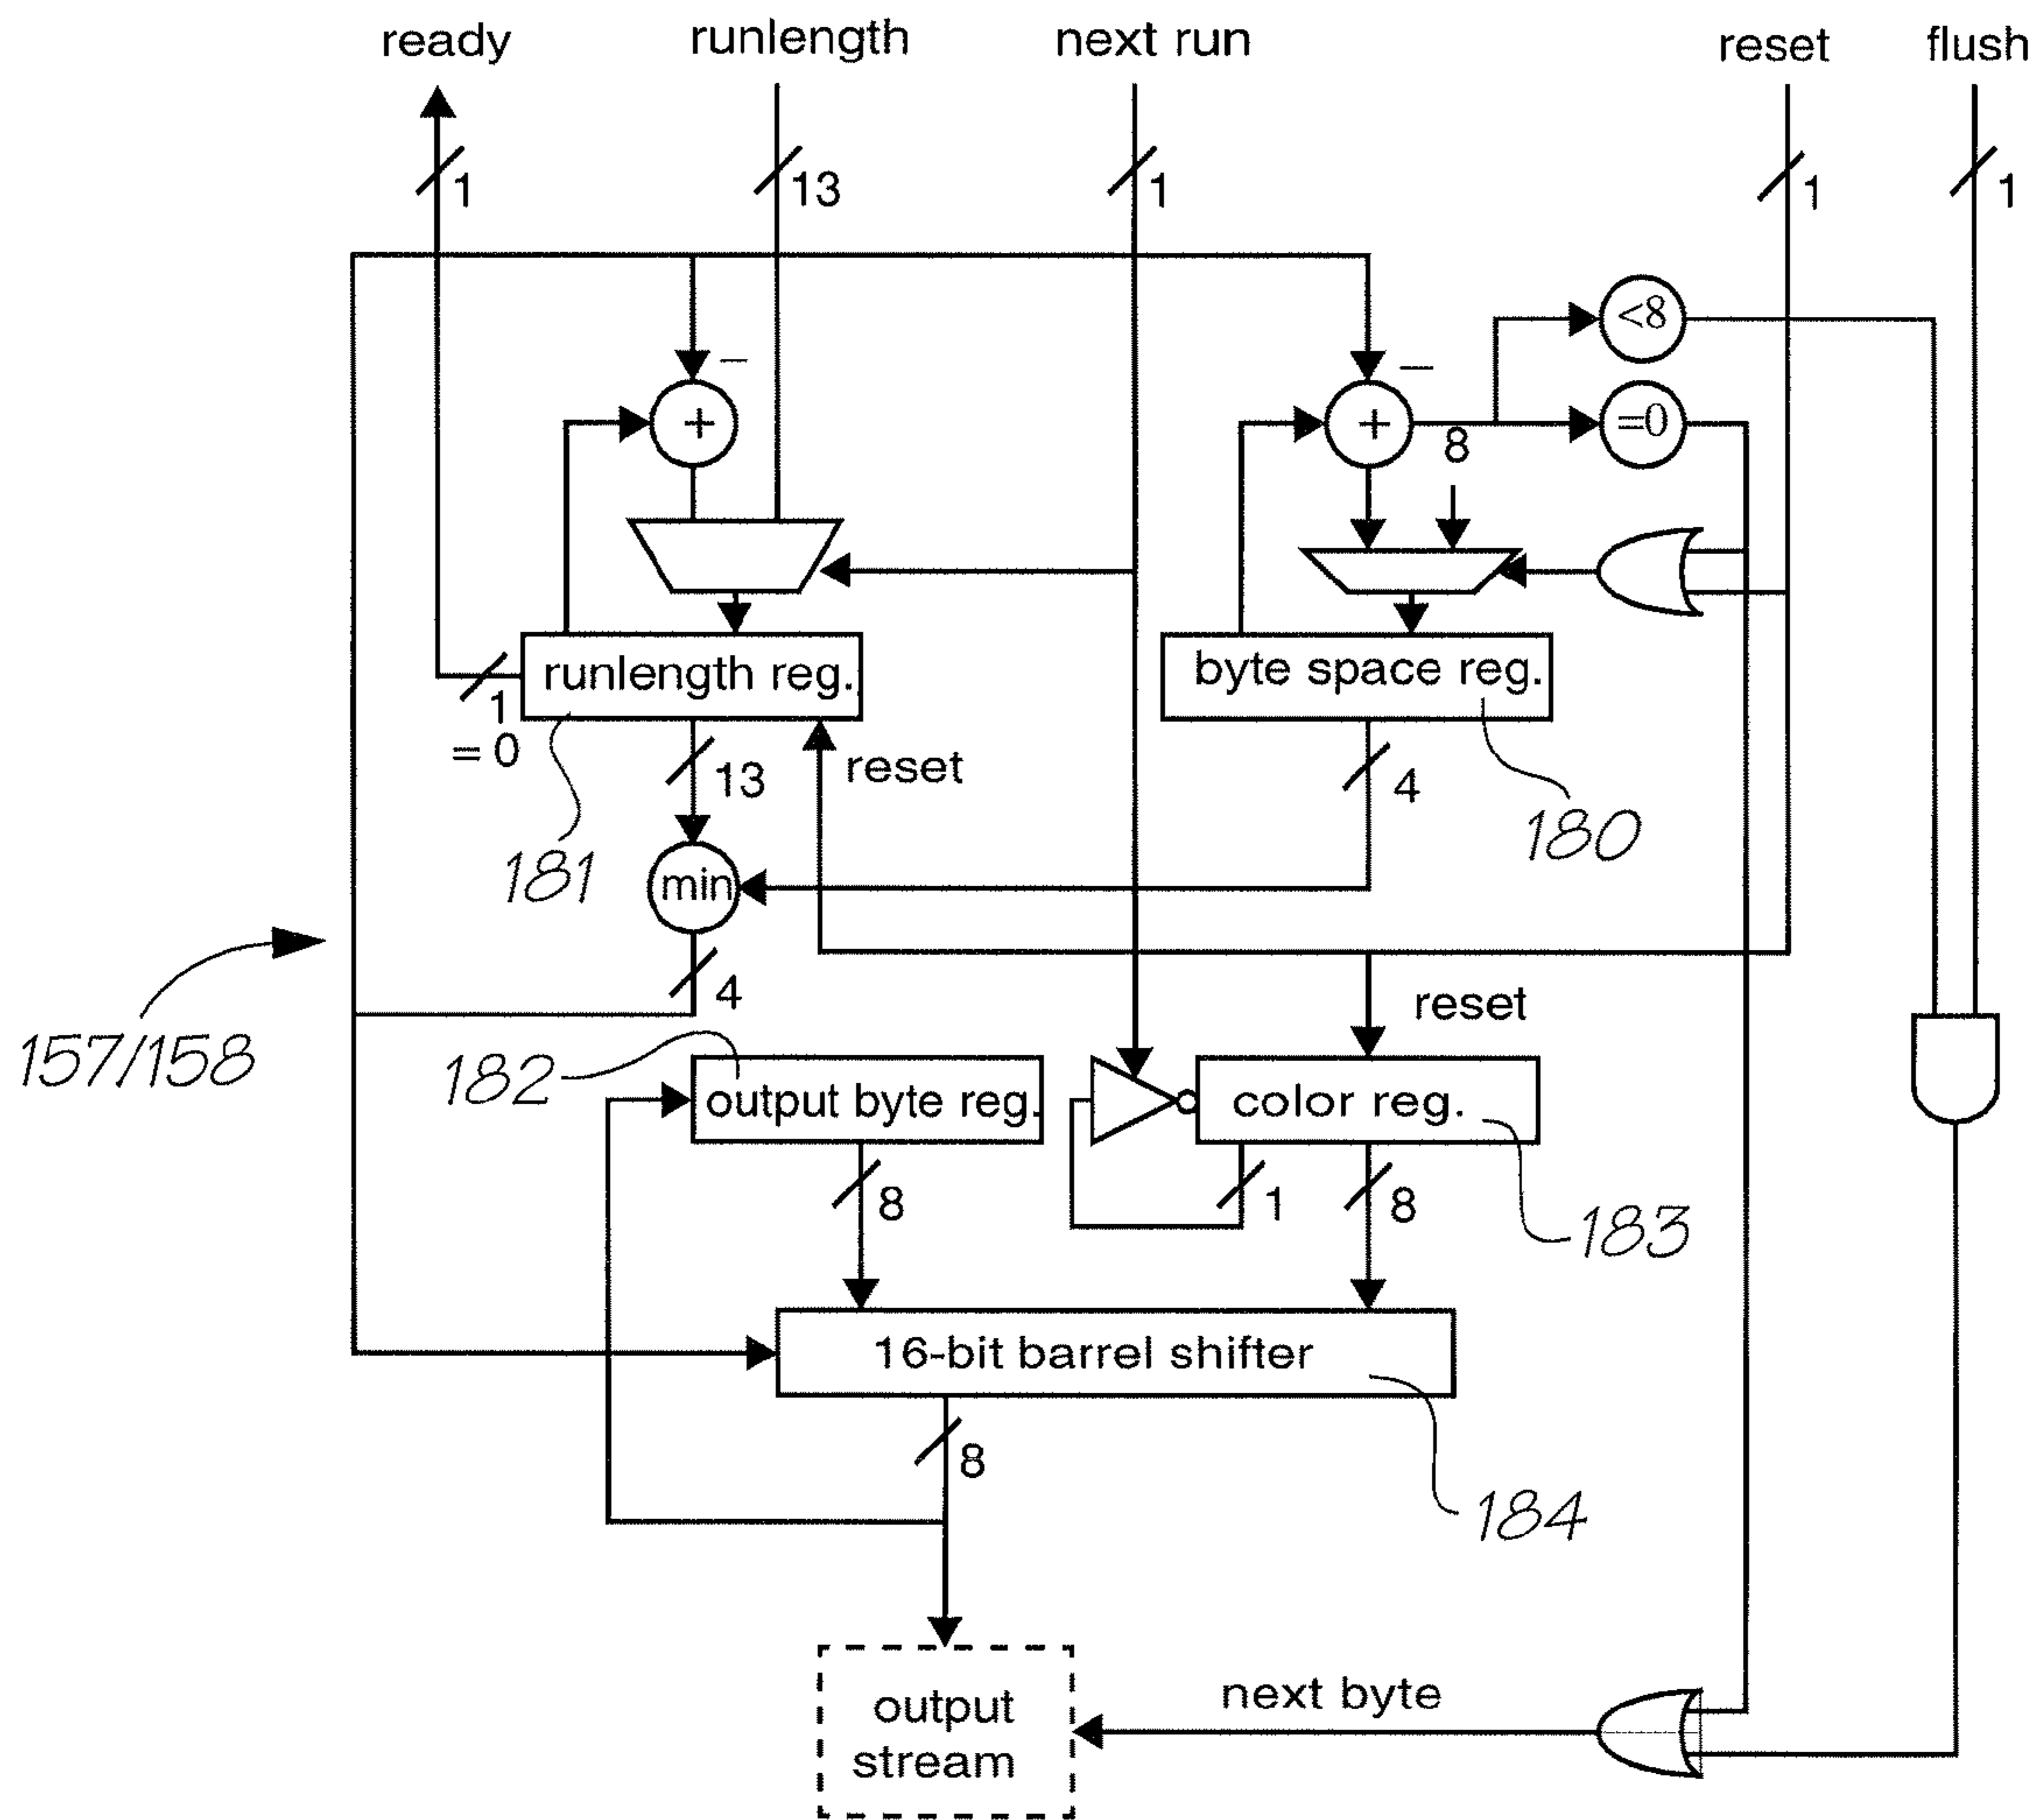 ready
runlength
next run
reset
flush
1
13
1
1
1
<8
–
–
+
+
=0
8
runlength reg.
byte space reg.
1
= 0
13
reset
4
181
180
min
4
reset
157/158
182
output byte reg.
color reg.
8
1
8
183
16-bit barrel shifter
8
184
next byte
output
stream